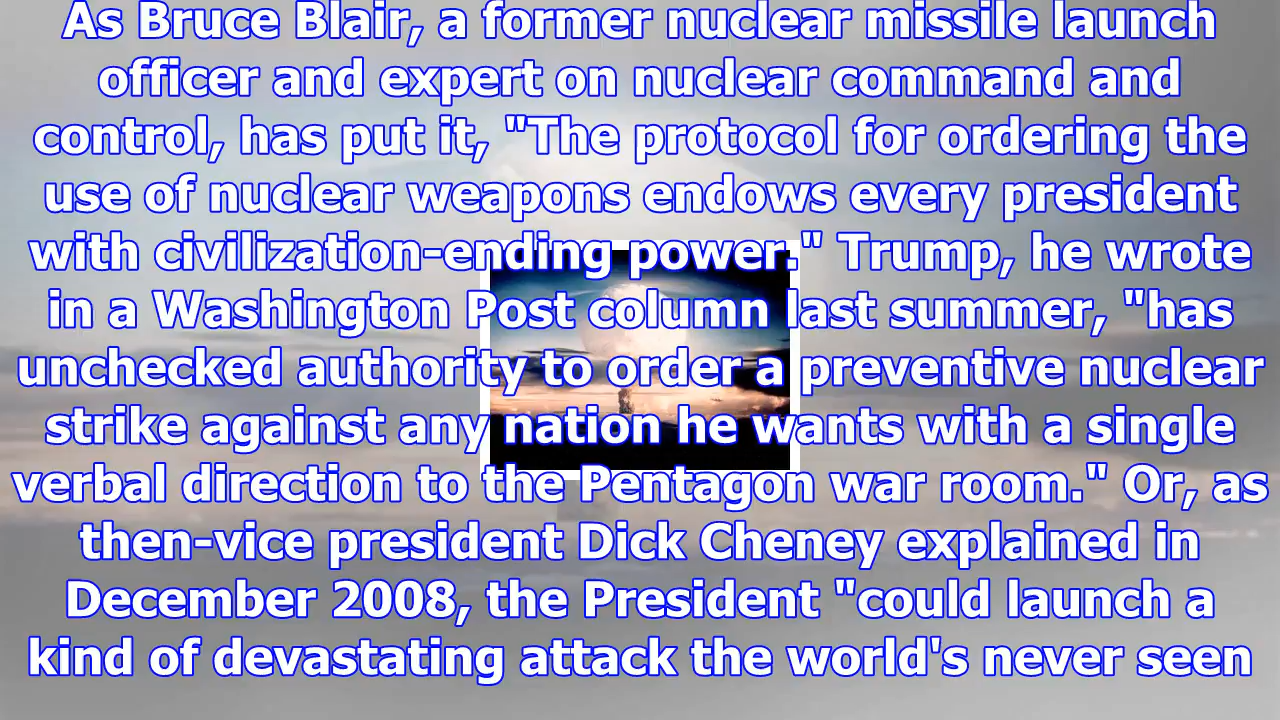 As Bruce Blair, a former nuclear missile launch
officer and expert on nuclear command and
control, has put it, "The protocol for ordering the
use of nuclear weapons endows every president
with civilization-ending power." Trump, he wrote
in a Washington Post column last summer, "has
unchecked authority to order a preventive nuclear
strike against any nation he wants with a single
verbal direction to the Pentagon war room." Or, as
then-vice president Dick Cheney explained in
December 2008, the President "could launch a
kind of devastating attack the world's never seen